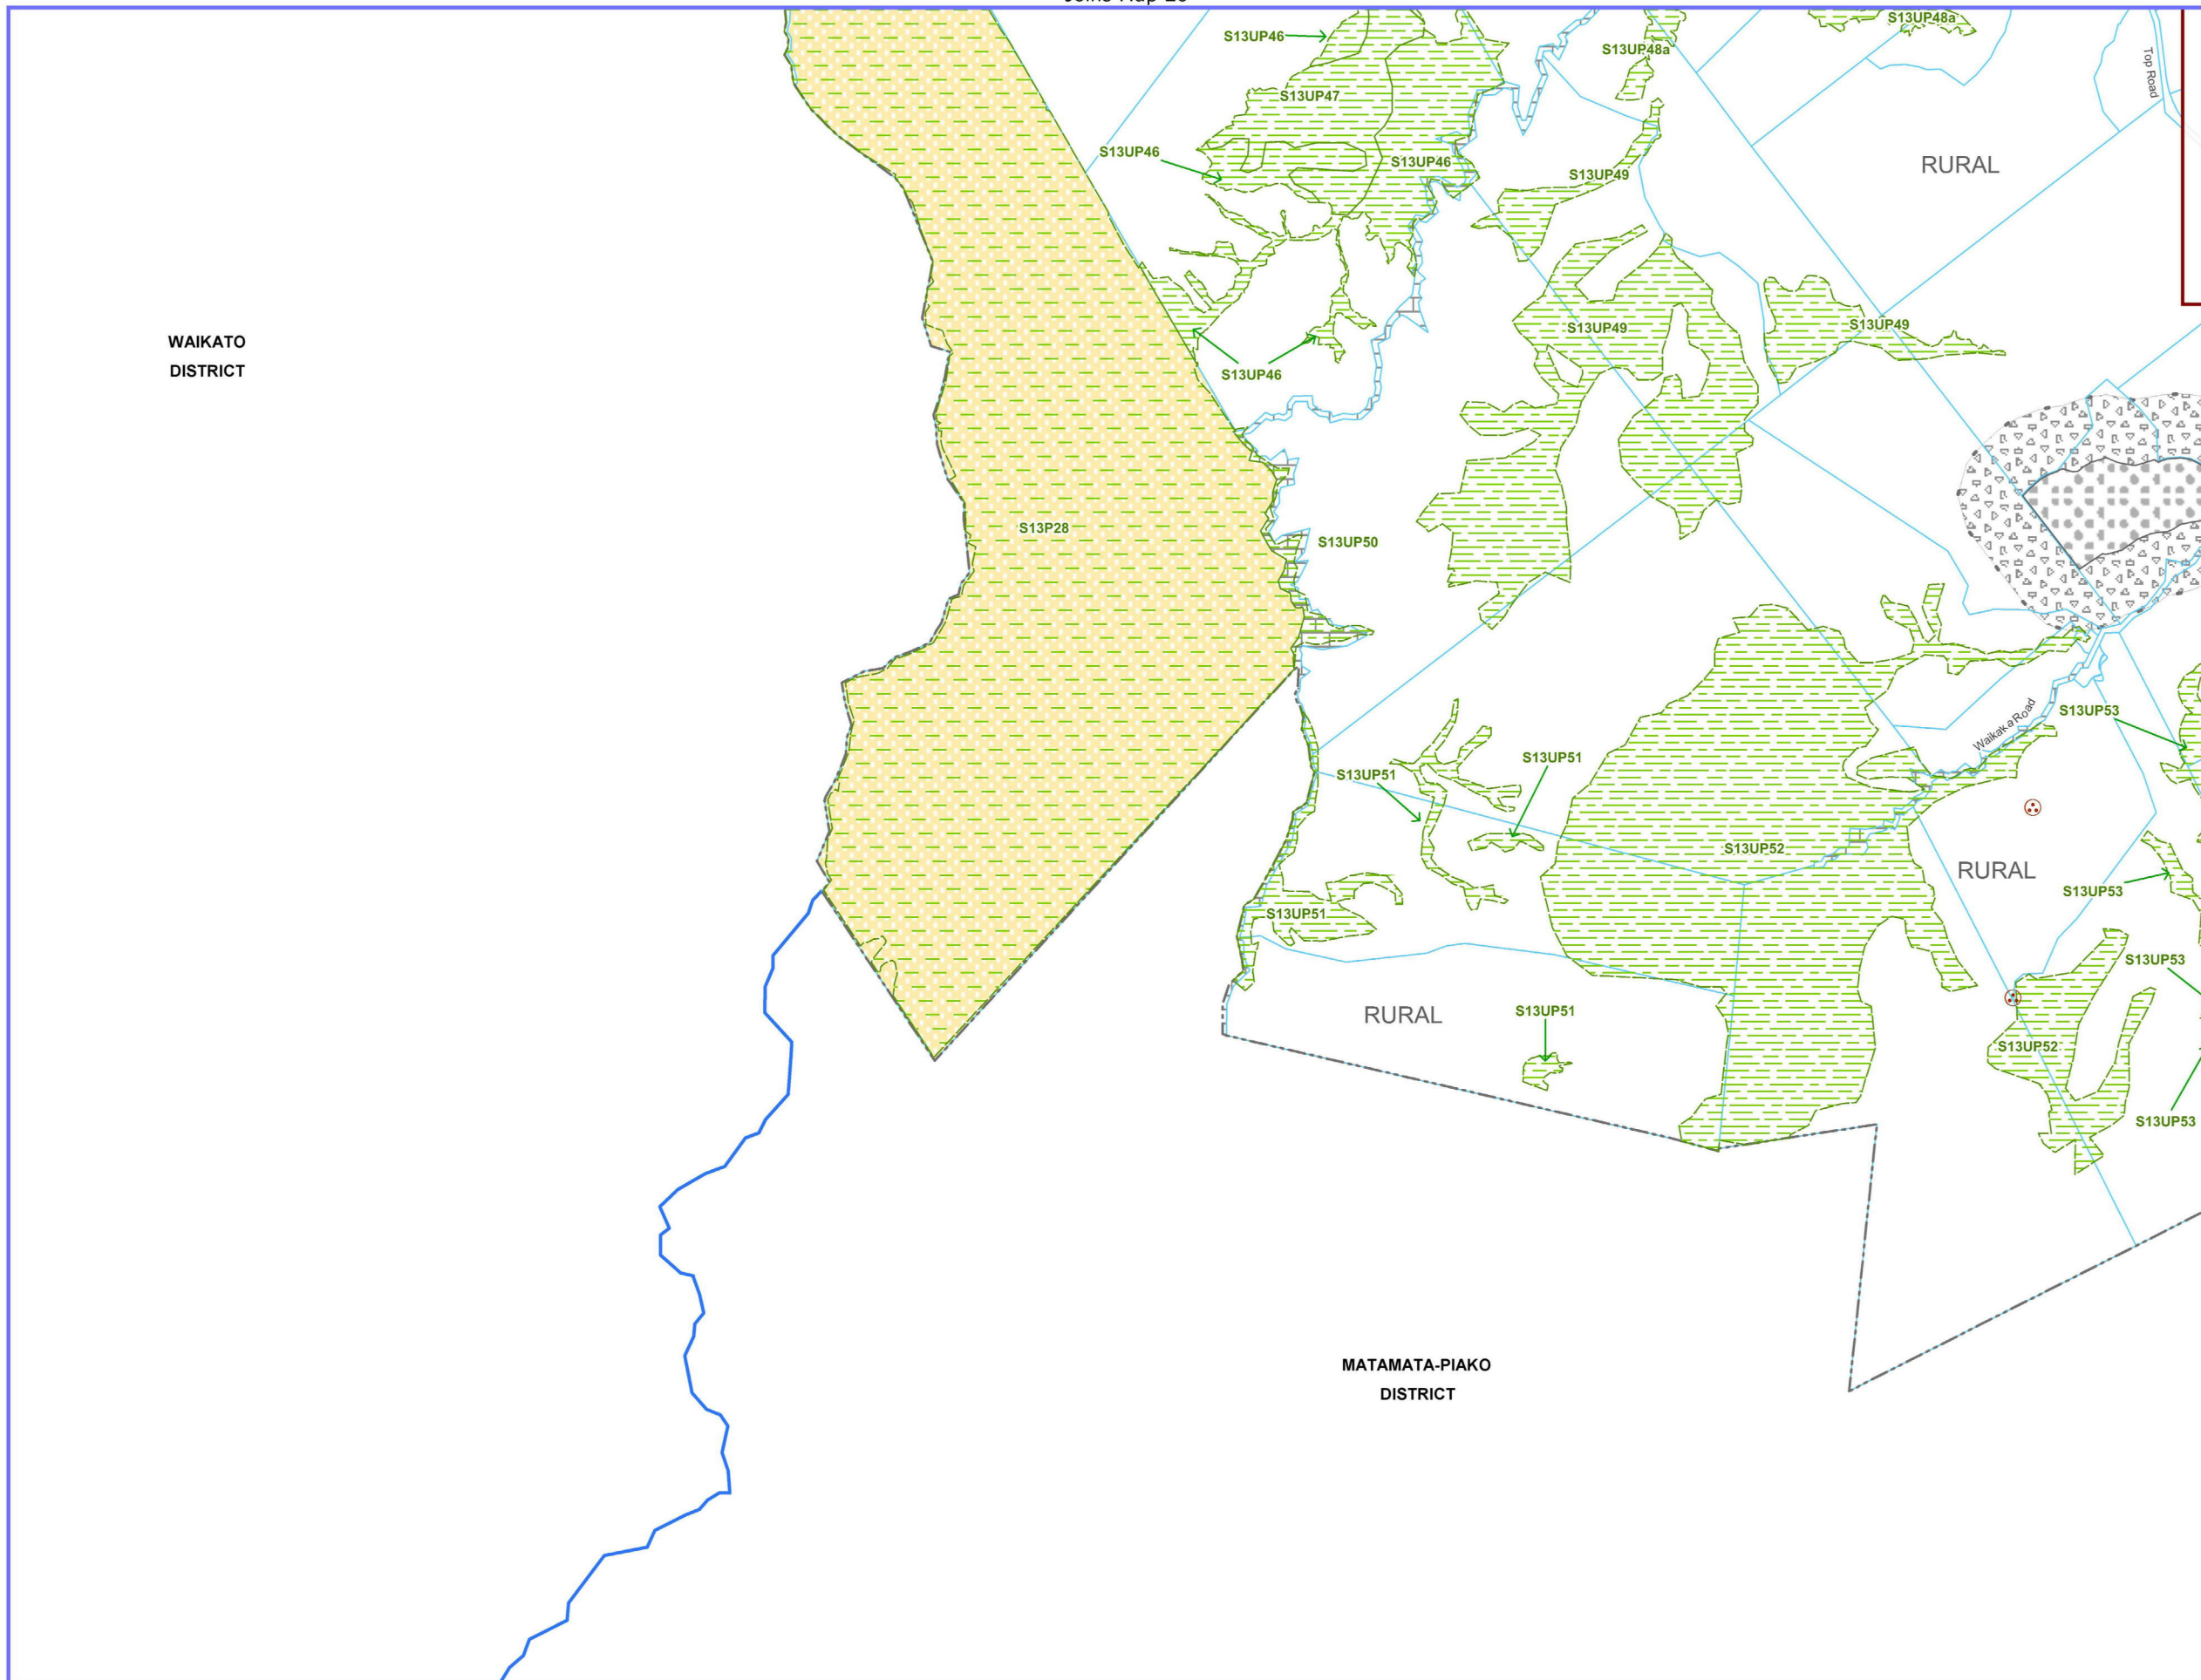 S13UP48a
S13UP46
S13UP48a
Top Road
S13UP47
S13UP46
S13UP46
RURAL
S13UP49
S13UP49
S13UP49
WAIKATO
DISTRICT
S13UP46
S13P28
S13UP50
S13UP53
Waikaka Road
S13UP51
S13UP51
S13UP52
RURAL
S13UP53
S13UP51
S13UP53
RURAL
S13UP51
S13UP52
S13UP53
MATAMATA-PIAKO
DISTRICT